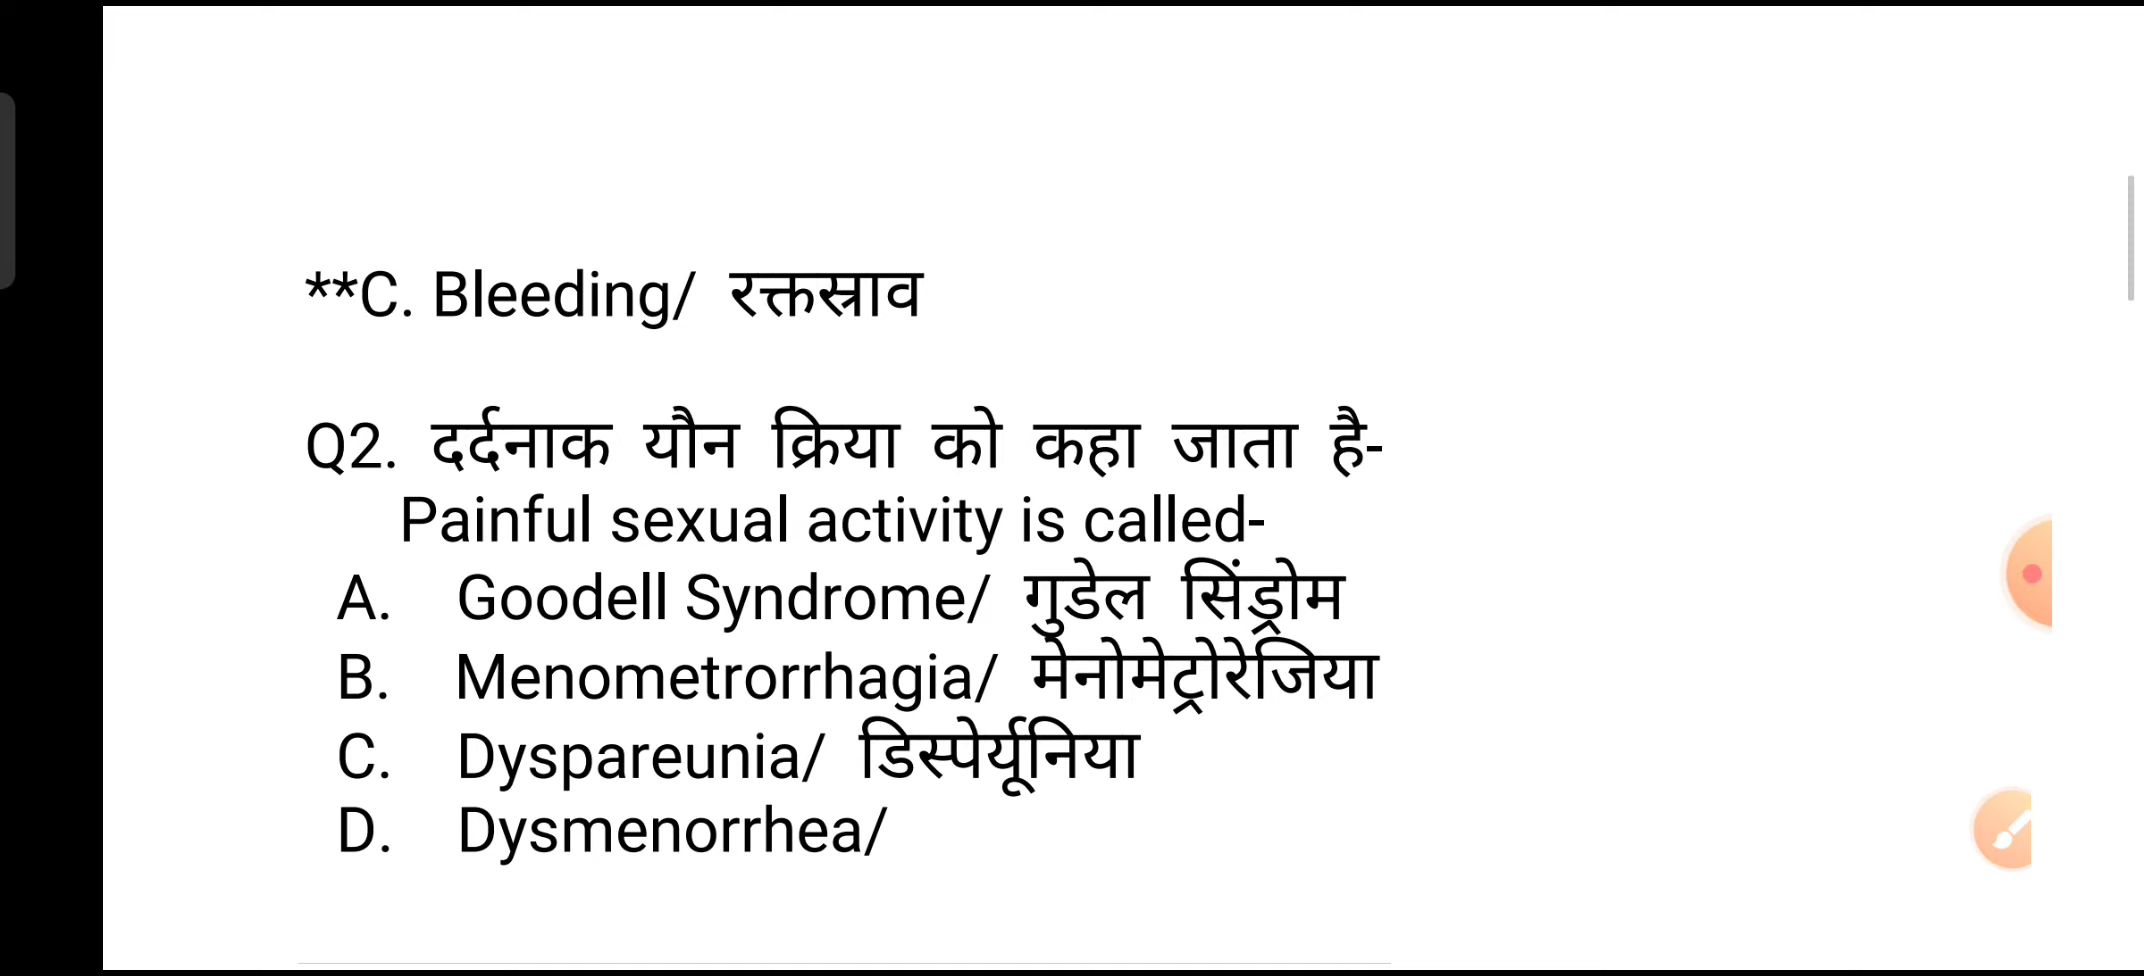 **C. Bleeding/ रक्तस्राव
Q2. दर्दनाक यौन क्रिया को कहा जाता है-
Painful sexual activity is called-
A. Goodell Syndrome/ गुडेल सिंड्रोम
B. Menometrorrhagia/ मेनोमेट्रोरेजिया
C. Dyspareunia/ डिस्पेर्यूनिया
D. Dysmenorrhea/